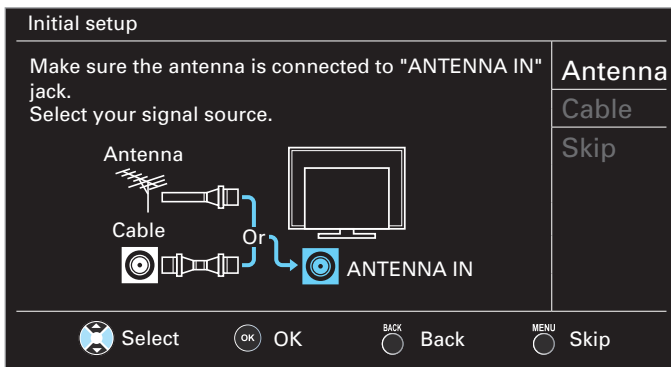 Initial setup
Make sure the antenna is connected to "ANTENNA IN"
jack.
Select your signal source.
Antenna
Cable
Skip
Antenna
Cable
Or
ANTENNA IN
Select
OK
OK
BACK
Back
MENU
Skip